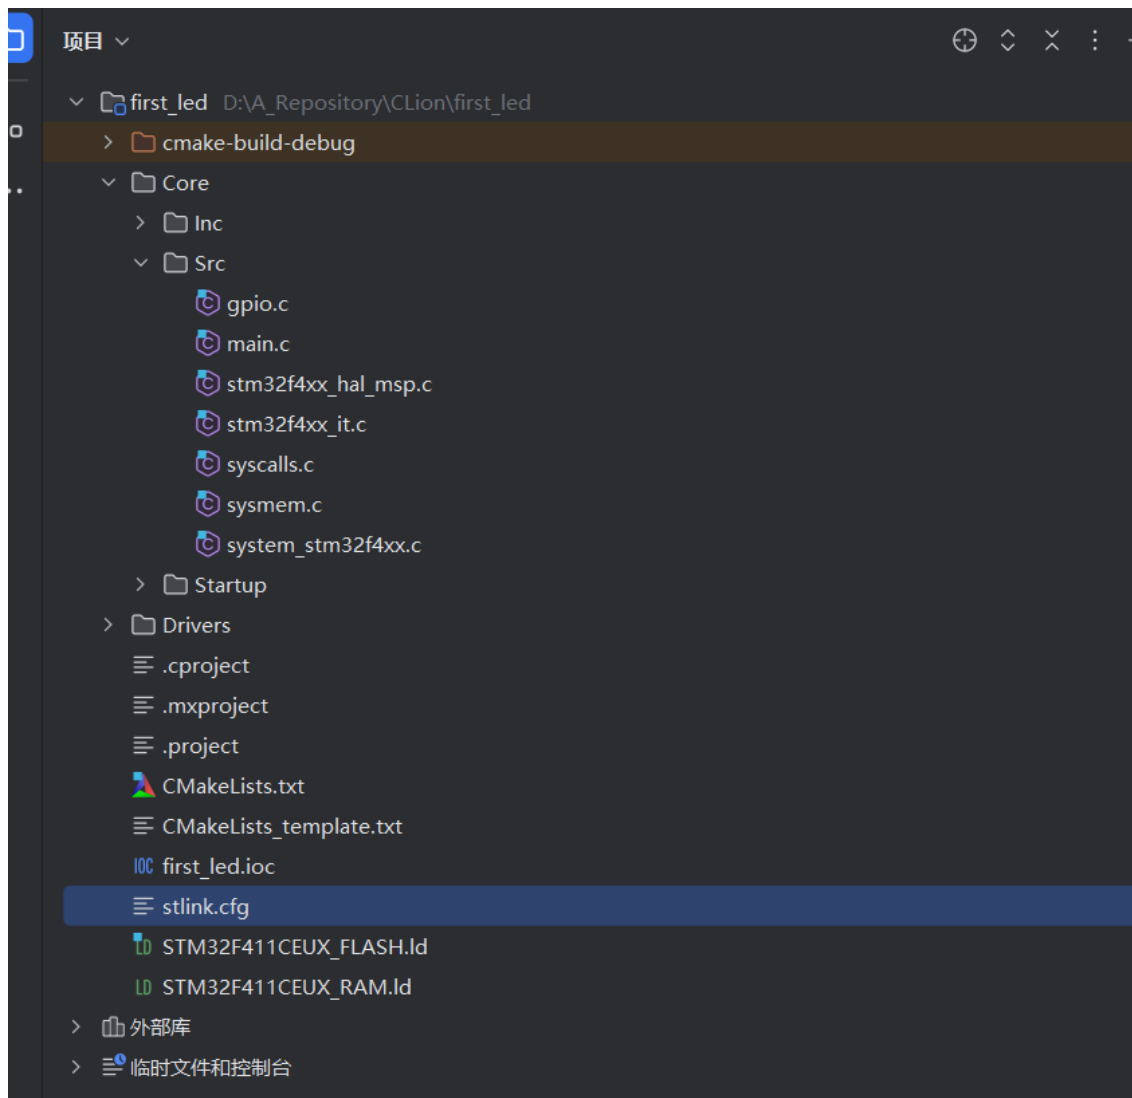 项目
first_led D:\A_Repository\CLion\first_led
cmake-build-debug
Core
Inc
Src
gpio.c
main.c
stm32f4xx_hal_msp.c
stm32f4xx_it.c
syscalls.c
sysmem.c
system_stm32f4xx.c
Startup
Drivers
.cproject
.mxproject
.project
CMakeLists.txt
CMakeLists_template.txt
IOC first_led.ioc
stlink.cfg
LD STM32F411CEUX_FLASH.ld
LD STM32F411CEUX_RAM.ld
外部库
临时文件和控制台